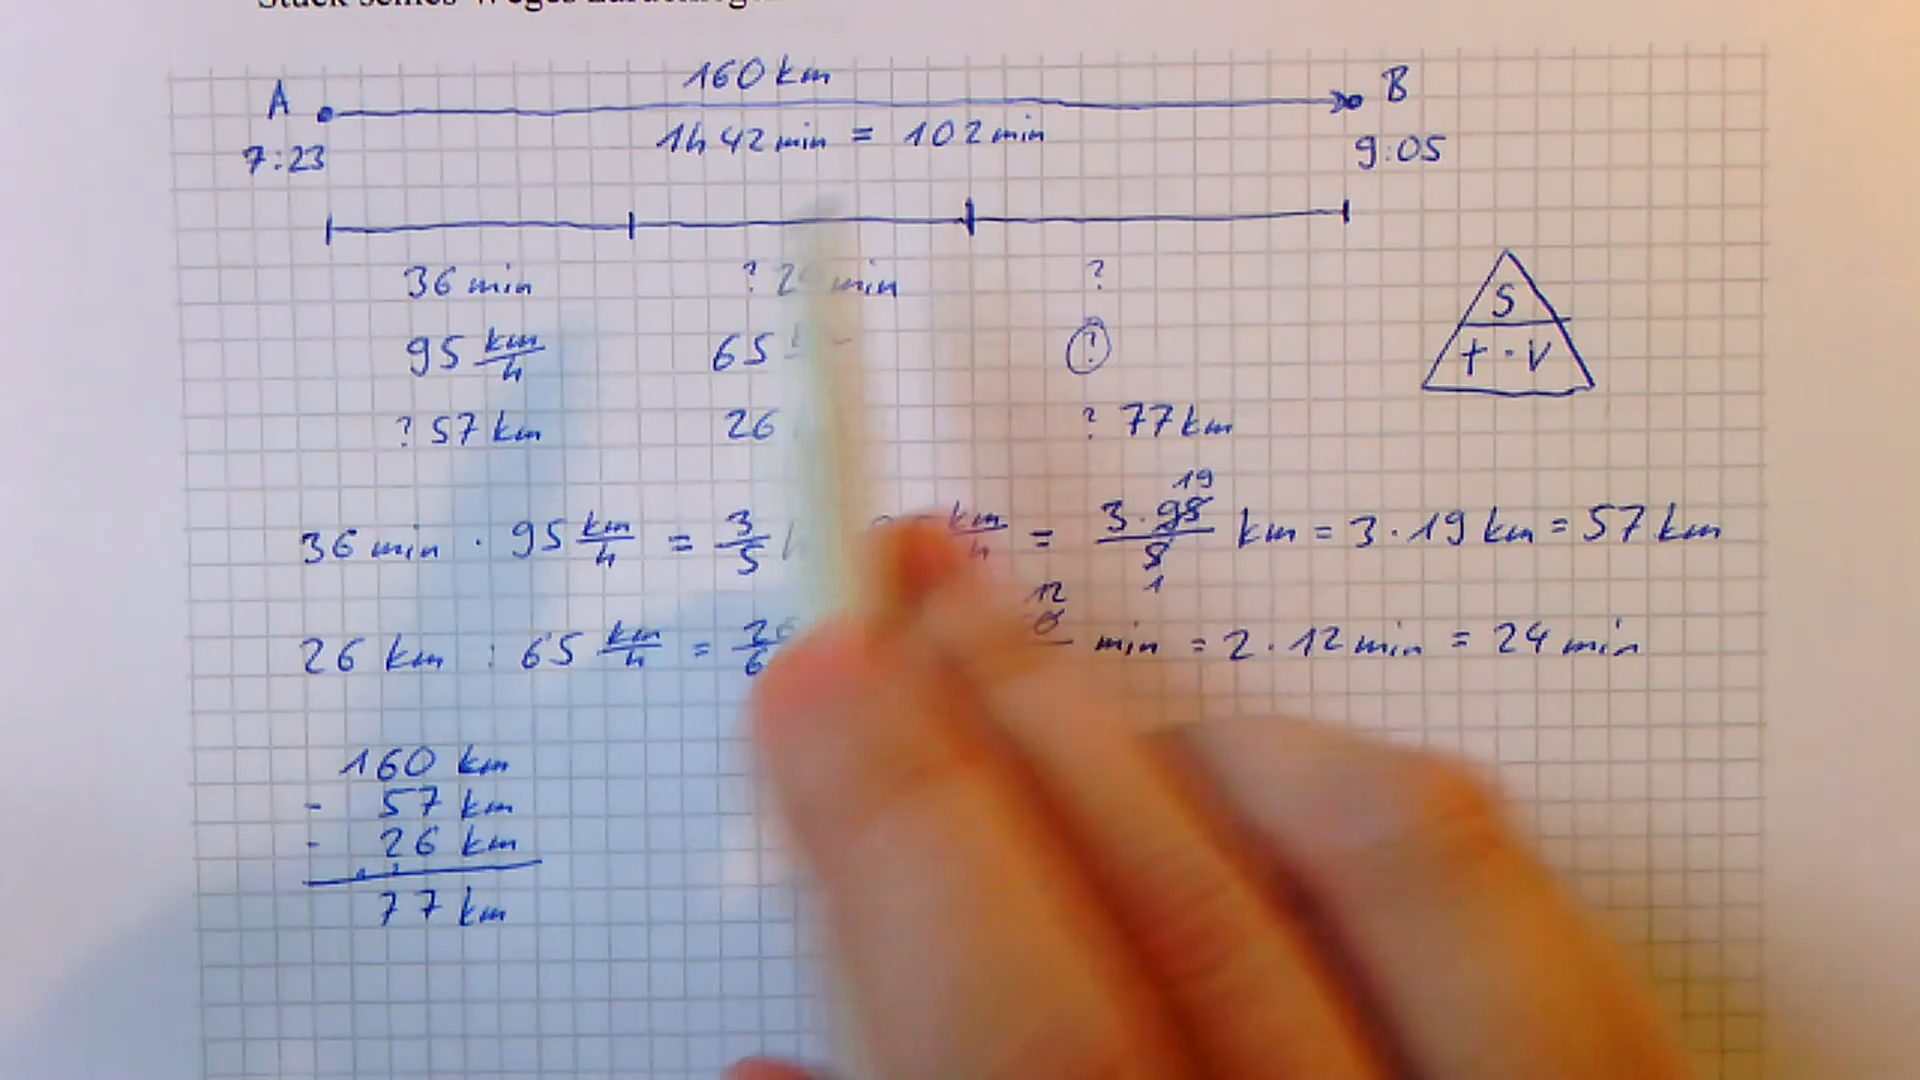 160 km
A B
1h 42 min = 102 min
7:23 9:05
36 min ? 2 min ?
95 km/h 65 ?
S
t · v
? 57 km 26 ? 77 km
36 min · 95 km/h = 3/5 h km/h = 3·95/5 km = 3 · 19 km = 57 km
19
1
12
26 km : 65 km/h = min = 2 · 12 min = 24 min
160 km
- 57 km
- 26 km
77 km